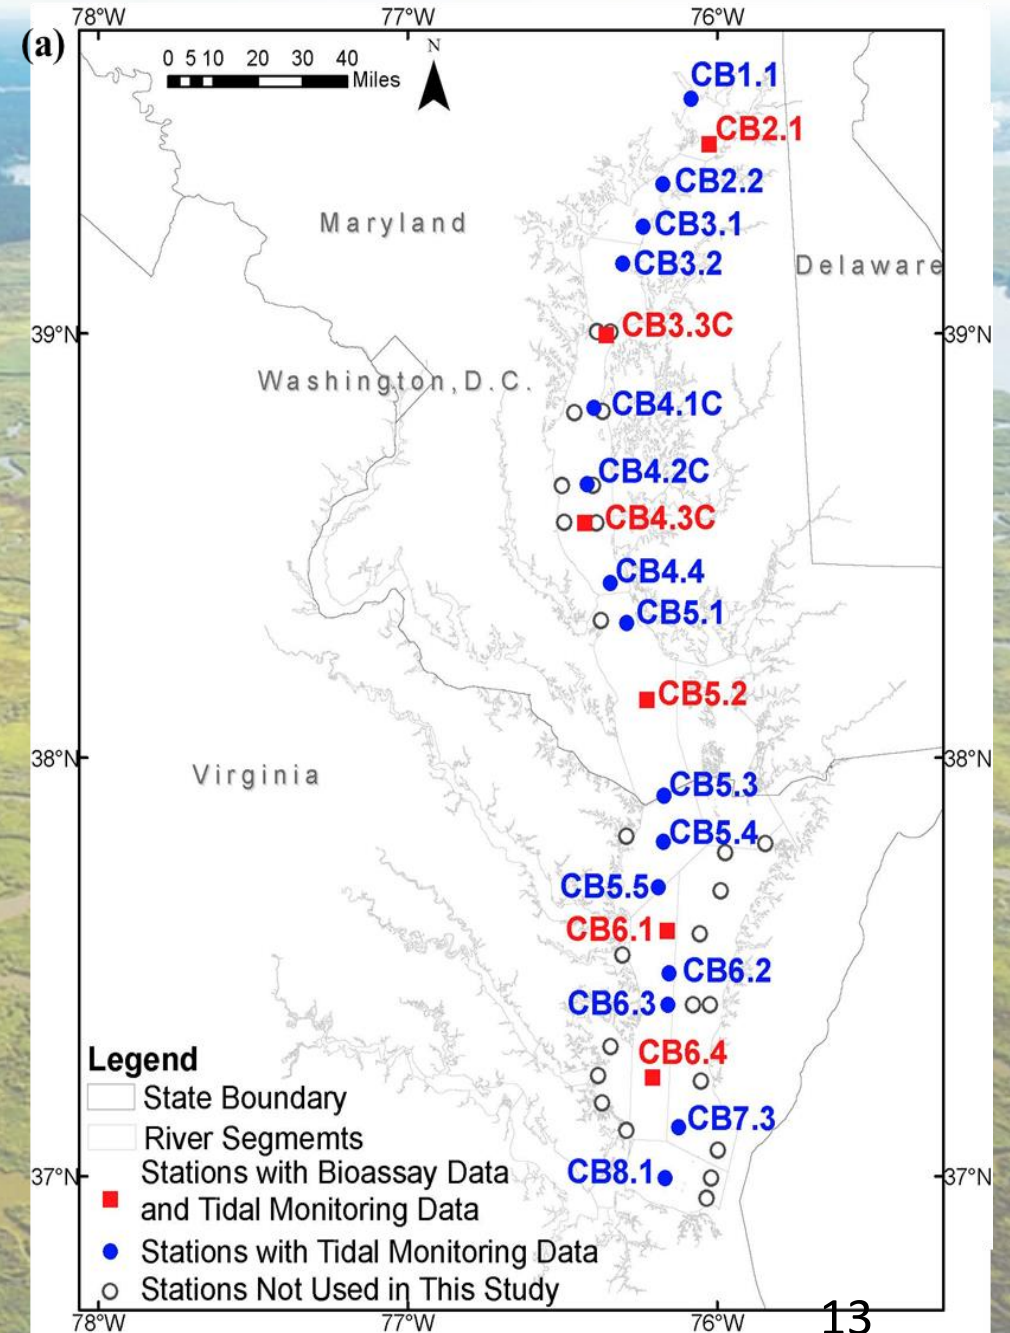 78°W 77°W 76°W
(a)
0 5 10 20 30 40
Miles
N
CB1.1
CB2.1
CB2.2
CB3.1
Maryland
CB3.2
Delaware
CB3.3C
39°N 39°N
Washington, D.C.
CB4.1C
CB4.2C
CB4.3C
CB4.4
CB5.1
CB5.2
38°N 38°N
Virginia
CB5.3
CB5.4
CB5.5
CB6.1
CB6.2
CB6.3
CB6.4
CB7.3
CB8.1
37°N 37°N
Legend
State Boundary
River Segmemts
Stations with Bioassay Data
and Tidal Monitoring Data
Stations with Tidal Monitoring Data
Stations Not Used in This Study
78°W 77°W 76°W
13